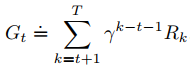 $G_t \doteq \sum_{k=t+1}^{T} \gamma^{k-t-1} R_k$